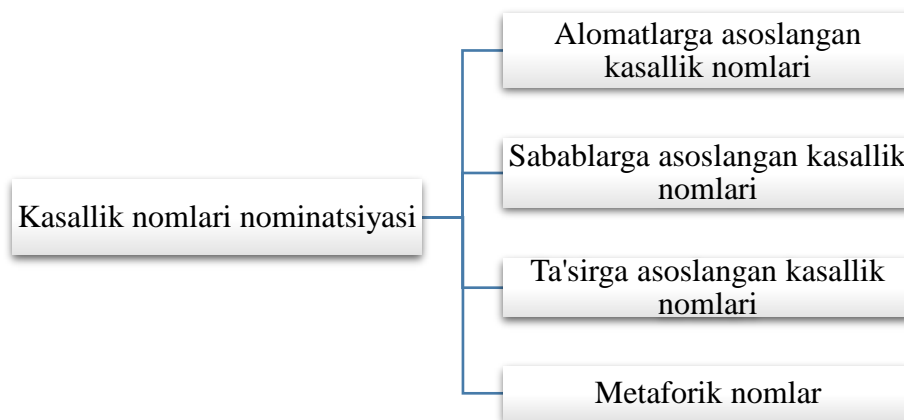 Alomatlarga asoslangan
kasallik nomlari
Sabablarga asoslangan kasallik
nomlari
Kasallik nomlari nominatsiyasi
Ta'sirga asoslangan kasallik
nomlari
Metaforik nomlar